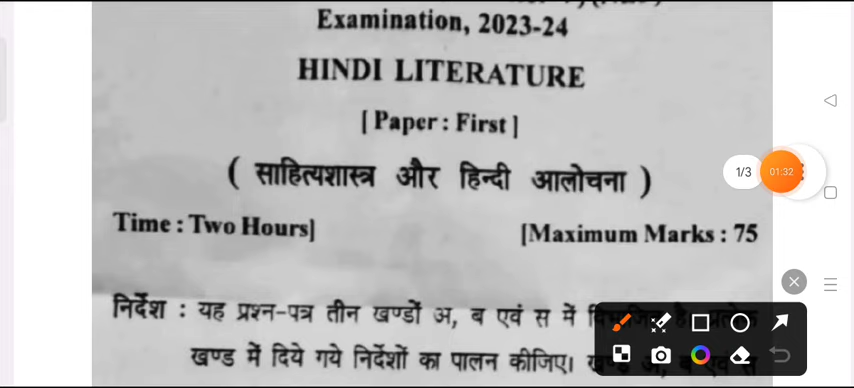 Examination, 2023-24
HINDI LITERATURE
[ Paper : First ]
( साहित्यशास्त्र और हिन्दी आलोचना )
1/3
01:32
Time : Two Hours]
[Maximum Marks : 75
निर्देश : यह प्रश्न-पत्र तीन खण्डों अ, ब एवं स में
खण्ड में दिये गये निर्देशों का पालन कीजिए।